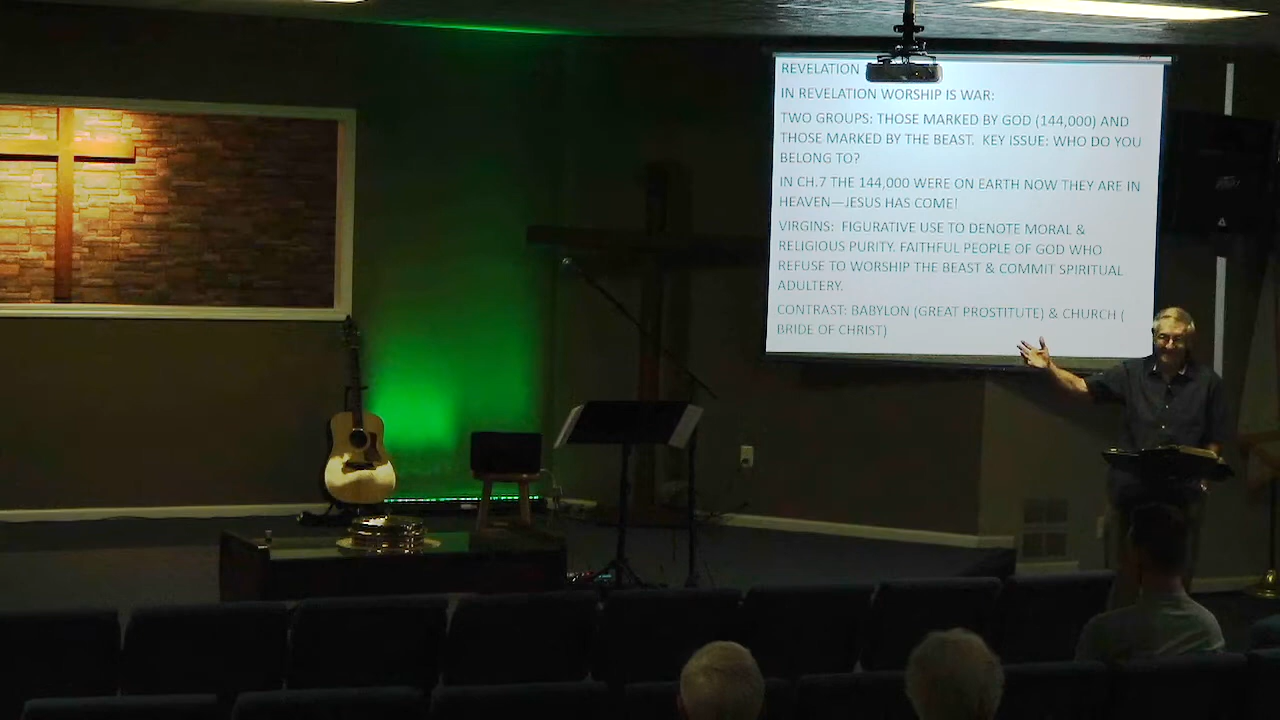 REVELATION
IN REVELATION WORSHIP IS WAR:
TWO GROUPS: THOSE MARKED BY GOD (144,000) AND
THOSE MARKED BY THE BEAST. KEY ISSUE: WHO DO YOU
BELONG TO?
IN CH.7 THE 144,000 WERE ON EARTH NOW THEY ARE IN
HEAVEN—JESUS HAS COME!
VIRGINS: FIGURATIVE USE TO DENOTE MORAL &
RELIGIOUS PURITY. FAITHFUL PEOPLE OF GOD WHO
REFUSE TO WORSHIP THE BEAST & COMMIT SPIRITUAL
ADULTERY.
CONTRAST: BABYLON (GREAT PROSTITUTE) & CHURCH (
BRIDE OF CHRIST)